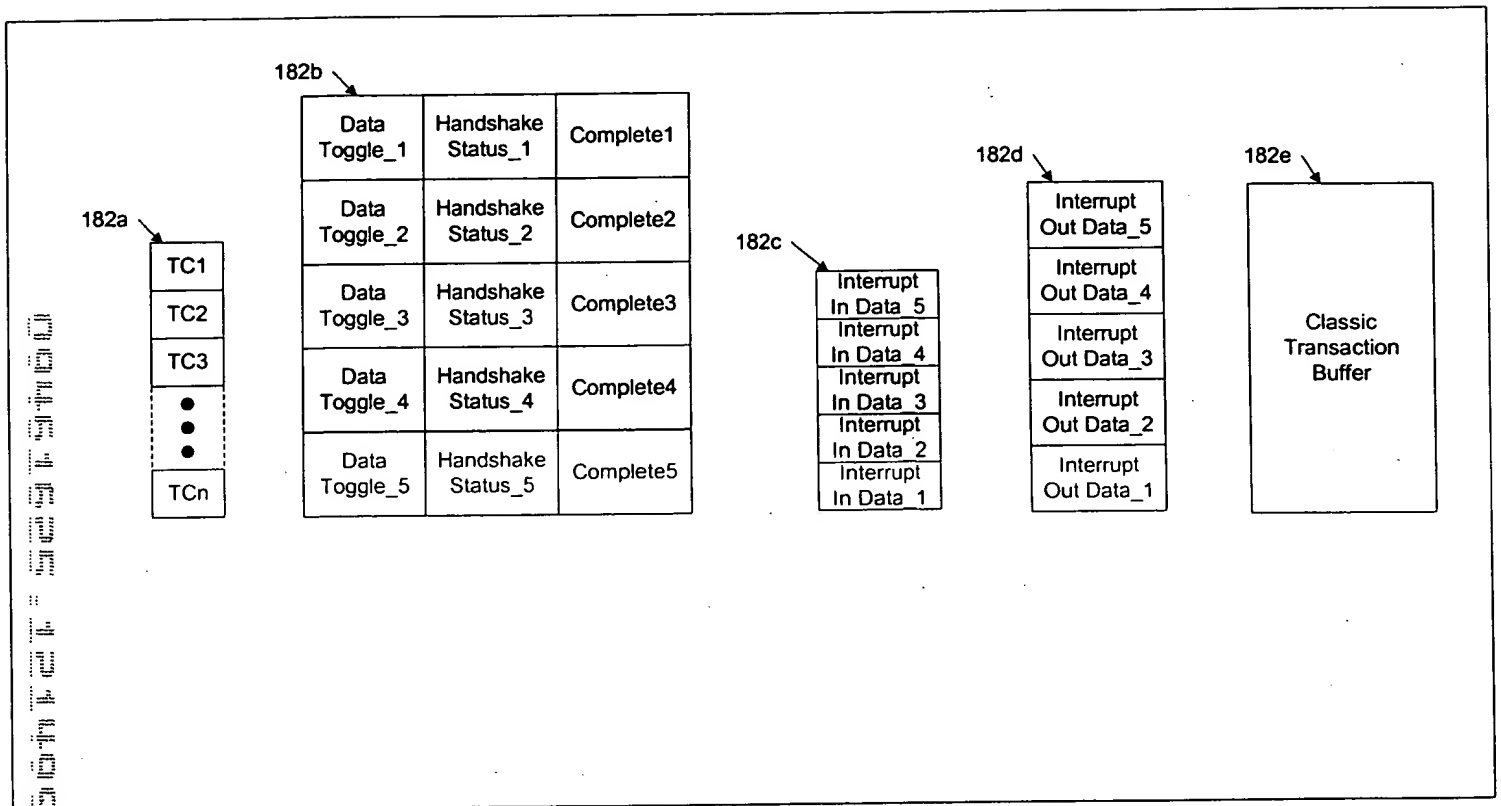 182b
Data Toggle_1
Handshake Status_1
Complete1
Data Toggle_2
Handshake Status_2
Complete2
Data Toggle_3
Handshake Status_3
Complete3
Data Toggle_4
Handshake Status_4
Complete4
Data Toggle_5
Handshake Status_5
Complete5
182a
TC1
TC2
TC3
TCn
182c
Interrupt
In Data_5
Interrupt
In Data_4
Interrupt
In Data_3
Interrupt
In Data_2
Interrupt
In Data_1
182d
Interrupt
Out Data_5
Interrupt
Out Data_4
Interrupt
Out Data_3
Interrupt
Out Data_2
Interrupt
Out Data_1
182e
Classic
Transaction
Buffer